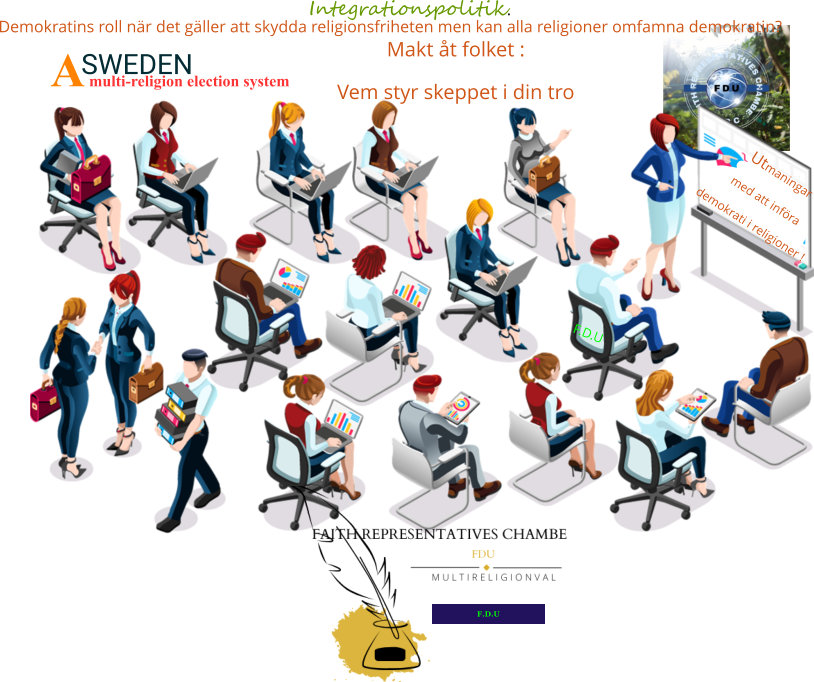 Integrationspolitik.
Demokratins roll när det gäller att skydda religionsfriheten men kan alla religioner omfamna demokratin?
Makt åt folket :
A SWEDEN
multi-religion election system
Vem styr skeppet i din tro
REPRESENTATIVES CHAMBE
FDU
Utmaningar
med att införa
demokrati i religioner !
F.D.U
FAITH REPRESENTATIVES CHAMBE
FDU
MULTIRELIGIONVAL
F.D.U